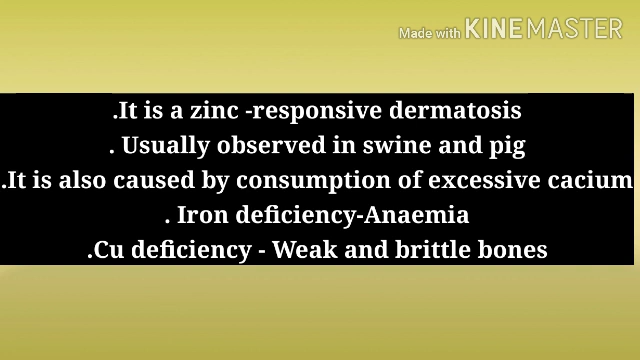 Made with KINEMASTER
.It is a zinc -responsive dermatosis
. Usually observed in swine and pig
.It is also caused by consumption of excessive cacium
. Iron deficiency-Anaemia
.Cu deficiency - Weak and brittle bones